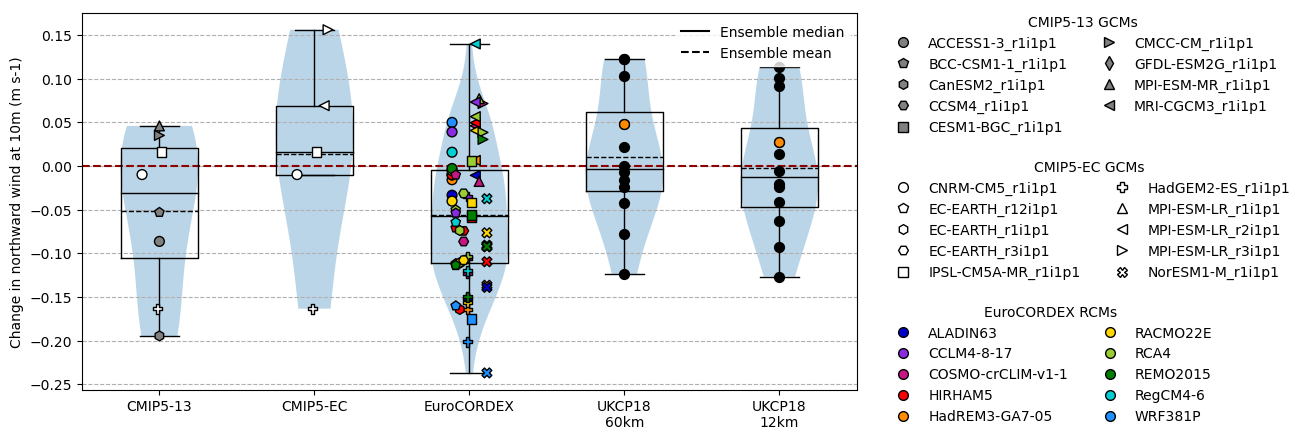 Change in northward wind at 10m (m s-1)
0.15
0.10
0.05
0.00
−0.05
−0.10
−0.15
−0.20
−0.25
Ensemble median
Ensemble mean
CMIP5-13
CMIP5-EC
EuroCORDEX
UKCP18
60km
UKCP18
12km
CMIP5-13 GCMs
ACCESS1-3_r1i1p1
BCC-CSM1-1_r1i1p1
CanESM2_r1i1p1
CCSM4_r1i1p1
CESM1-BGC_r1i1p1
CMCC-CM_r1i1p1
GFDL-ESM2G_r1i1p1
MPI-ESM-MR_r1i1p1
MRI-CGCM3_r1i1p1
CMIP5-EC GCMs
CNRM-CM5_r1i1p1
EC-EARTH_r12i1p1
EC-EARTH_r1i1p1
EC-EARTH_r3i1p1
IPSL-CM5A-MR_r1i1p1
HadGEM2-ES_r1i1p1
MPI-ESM-LR_r1i1p1
MPI-ESM-LR_r2i1p1
MPI-ESM-LR_r3i1p1
NorESM1-M_r1i1p1
EuroCORDEX RCMs
ALADIN63
CCLM4-8-17
COSMO-crCLIM-v1-1
HIRHAM5
HadREM3-GA7-05
RACMO22E
RCA4
REMO2015
RegCM4-6
WRF381P